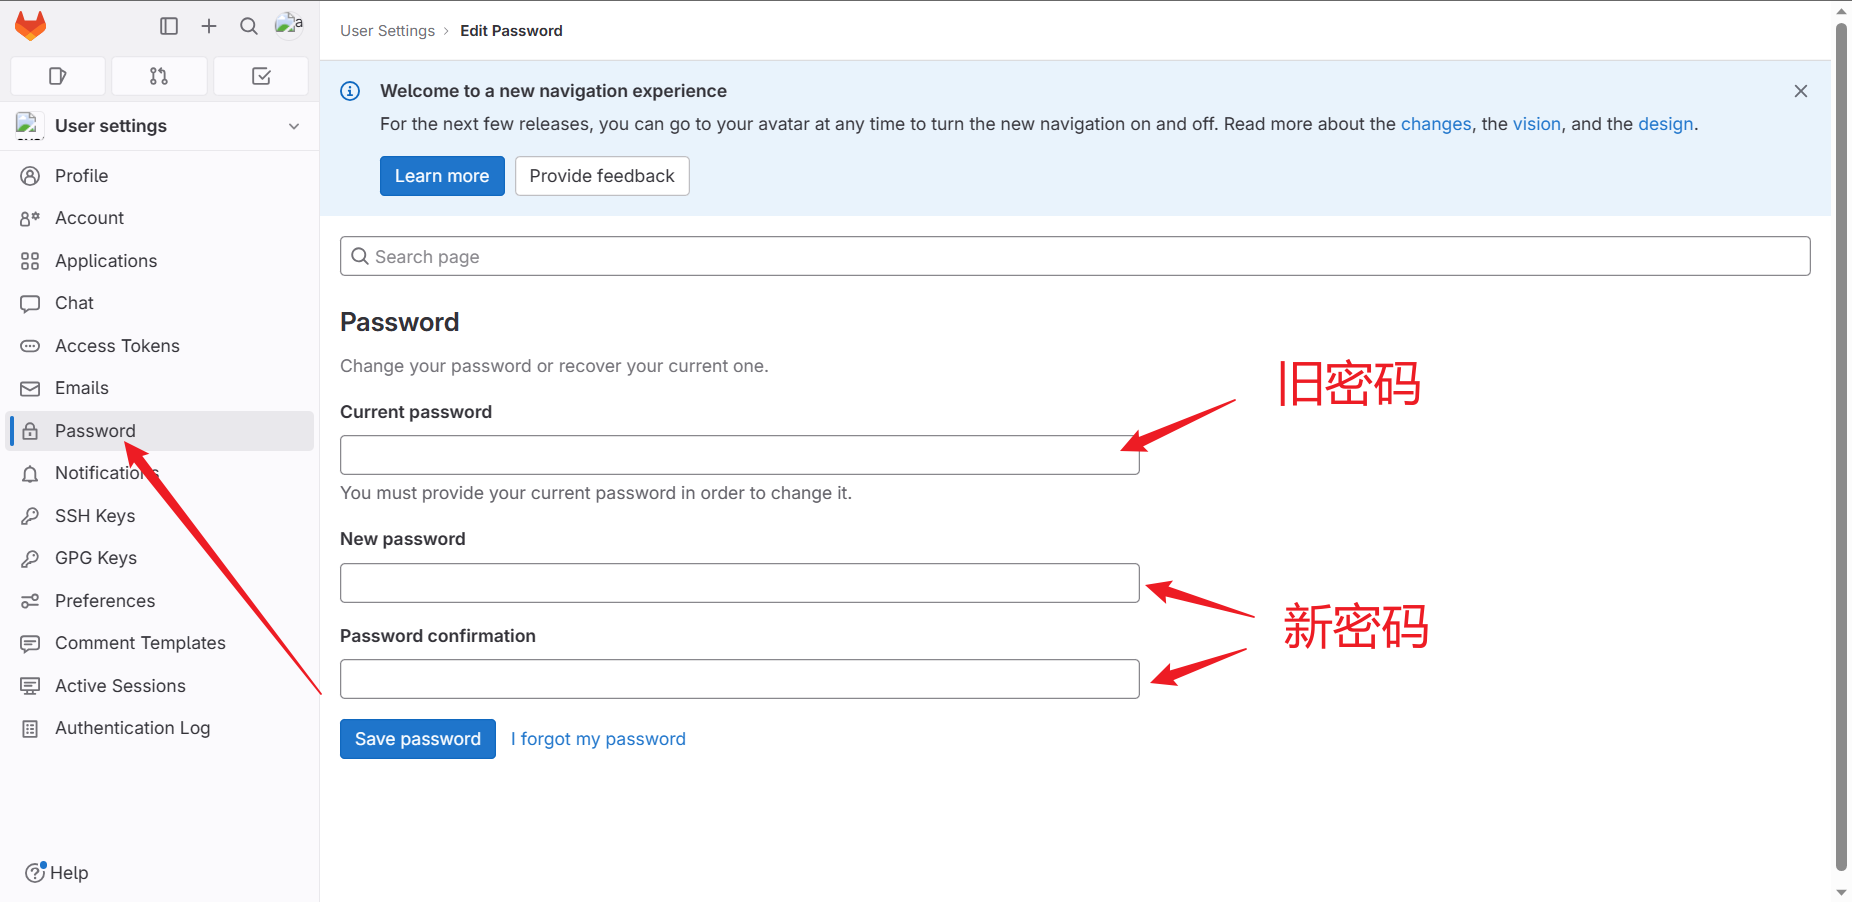 a
User Settings › Edit Password
User settings
Profile
Account
Applications
Chat
Access Tokens
Emails
Password
Notifications
SSH Keys
GPG Keys
Preferences
Comment Templates
Active Sessions
Authentication Log
Help
Welcome to a new navigation experience
For the next few releases, you can go to your avatar at any time to turn the new navigation on and off. Read more about the changes, the vision, and the design.
Learn more
Provide feedback
Search page
Password
Change your password or recover your current one.
Current password
旧密码
You must provide your current password in order to change it.
New password
新密码
Password confirmation
Save password
I forgot my password